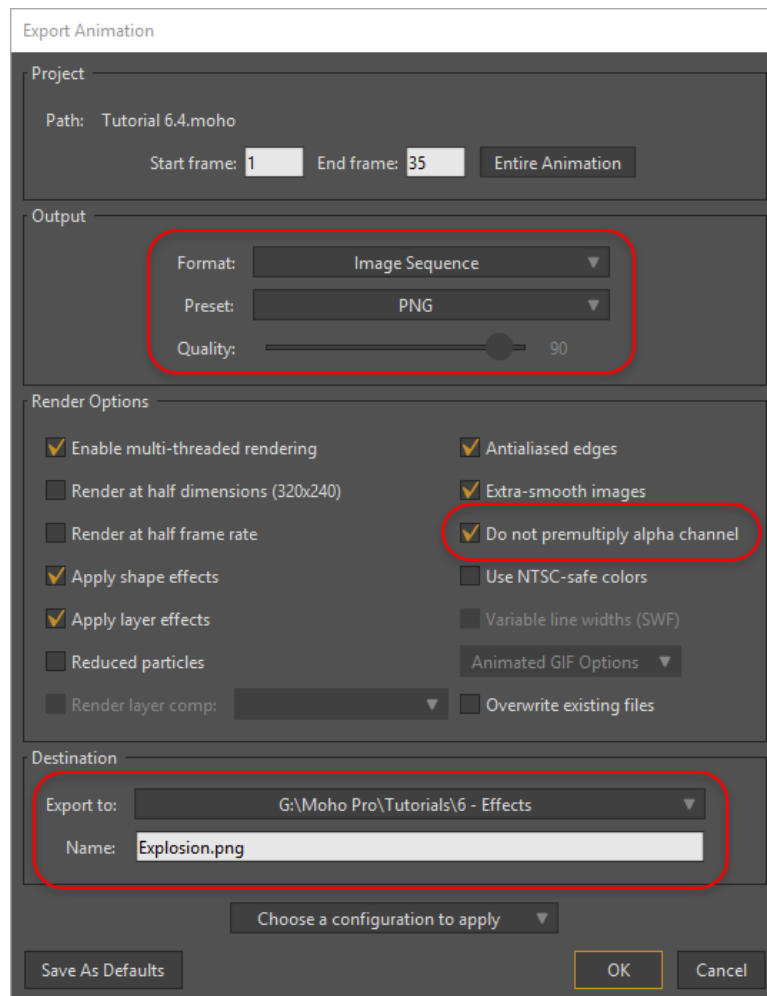 Export Animation
Project
Path: Tutorial 6.4.moho
Start frame: 1 End frame: 35 Entire Animation
Output
Format: Image Sequence
Preset: PNG
Quality: 90
Render Options
Enable multi-threaded rendering
Antialiased edges
Render at half dimensions (320x240)
Extra-smooth images
Render at half frame rate
Do not premultiply alpha channel
Apply shape effects
Use NTSC-safe colors
Apply layer effects
Variable line widths (SWF)
Reduced particles
Animated GIF Options
Render layer comp:
Overwrite existing files
Destination
Export to: G:\Moho Pro\Tutorials\6 - Effects
Name: Explosion.png
Choose a configuration to apply
Save As Defaults OK Cancel